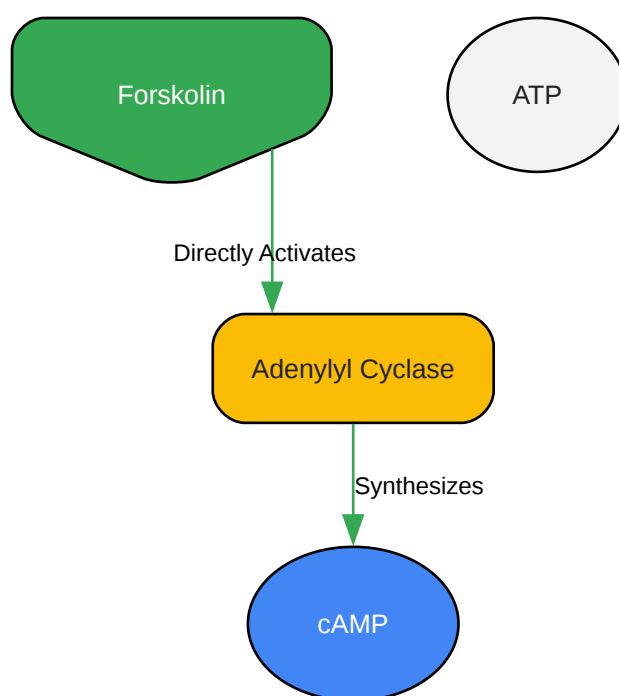 Forskolin
ATP
Directly Activates
Adenylyl Cyclase
Synthesizes
cAMP